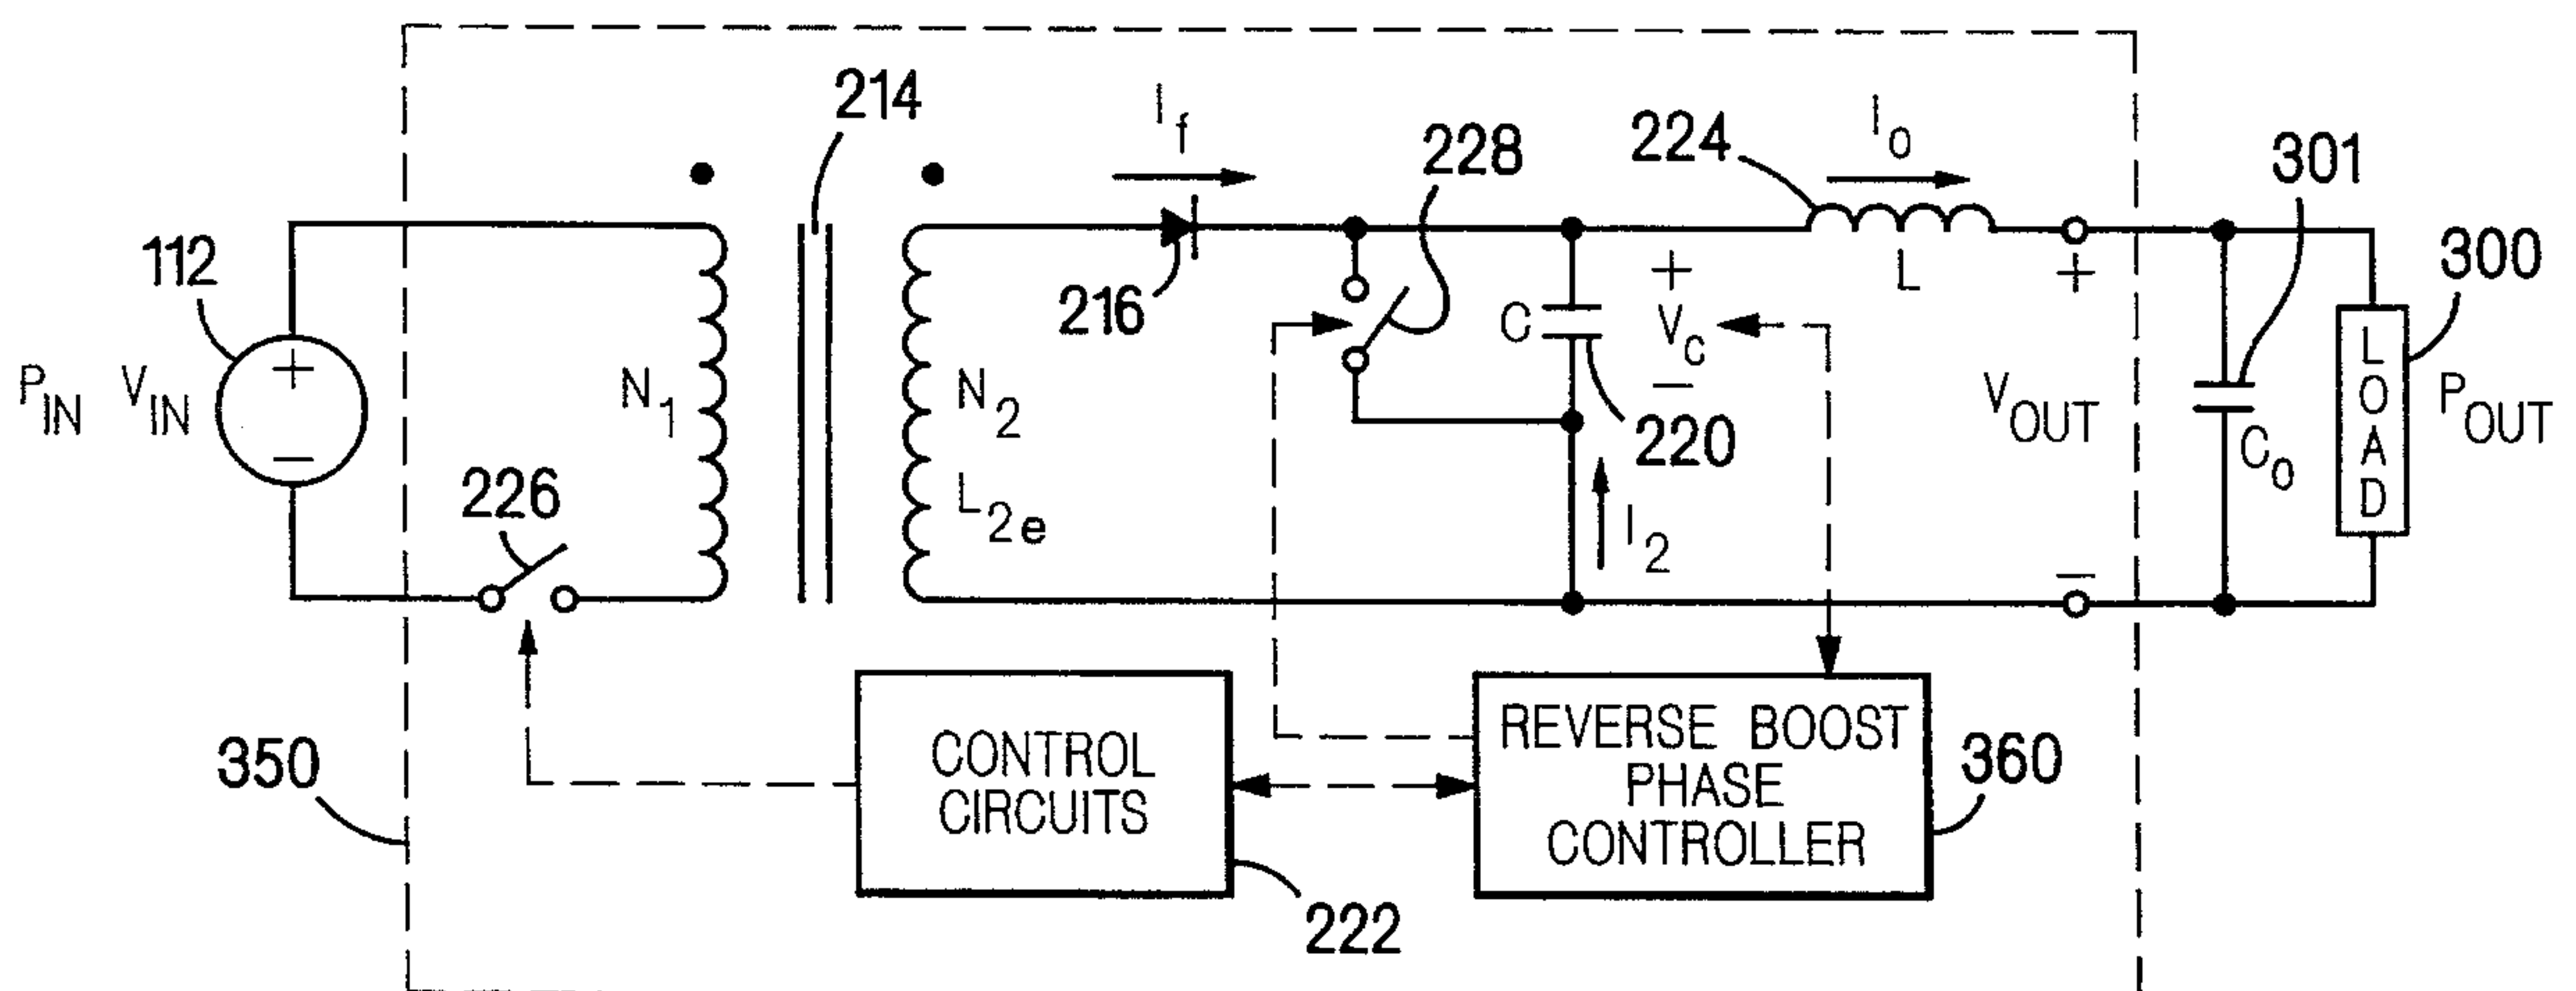 214
I_f
228
224
I_o
301
112
+
−
P_IN V_IN
N_1
N_2
L_2e
216
C
+
V_C
−
L
+
220
I_2
V_OUT
−
C_o
300
LOAD
P_OUT
226
350
CONTROL
CIRCUITS
222
REVERSE BOOST
PHASE
CONTROLLER
360